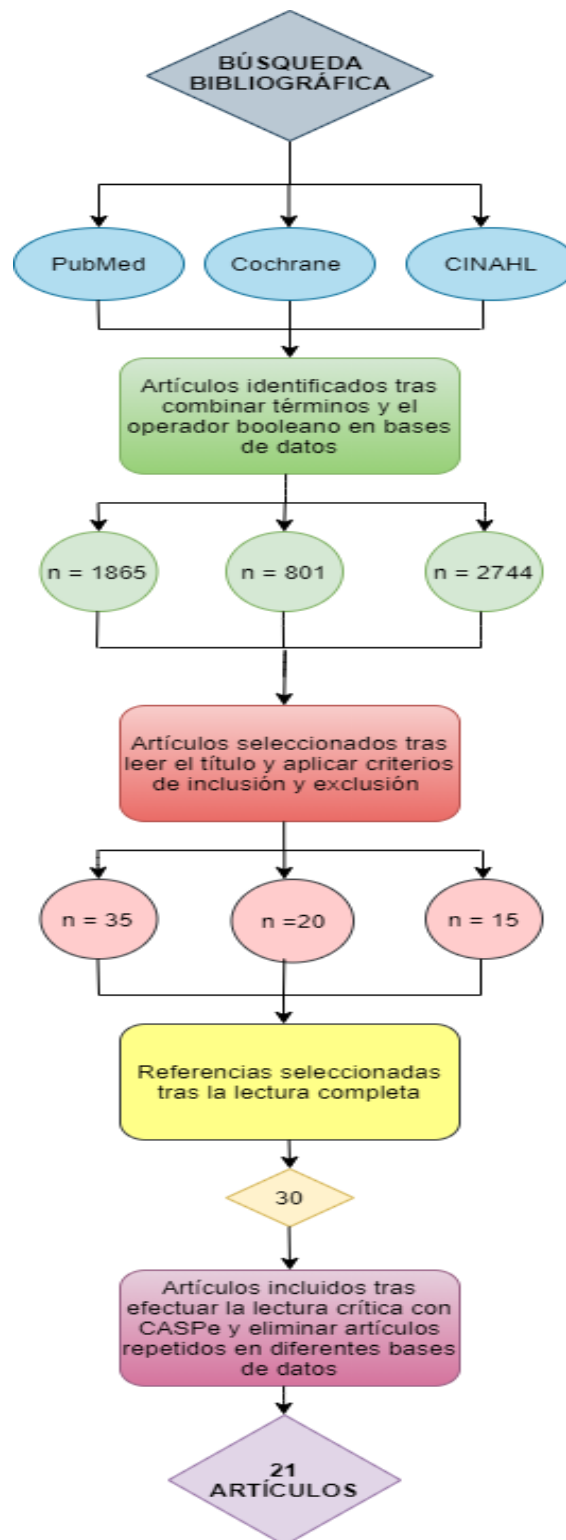 BÚSQUEDA
BIBLIOGRÁFICA
PubMed
Cochrane
CINAHL
Artículos identificados tras
combinar términos y el
operador booleano en bases
de datos
n = 1865
n = 801
n = 2744
Artículos seleccionados tras
leer el título y aplicar criterios
de inclusión y exclusión
n = 35
n =20
n = 15
Referencias seleccionadas
tras la lectura completa
30
Artículos incluidos tras
efectuar la lectura crítica con
CASPe y eliminar artículos
repetidos en diferentes bases
de datos
21
ARTÍCULOS